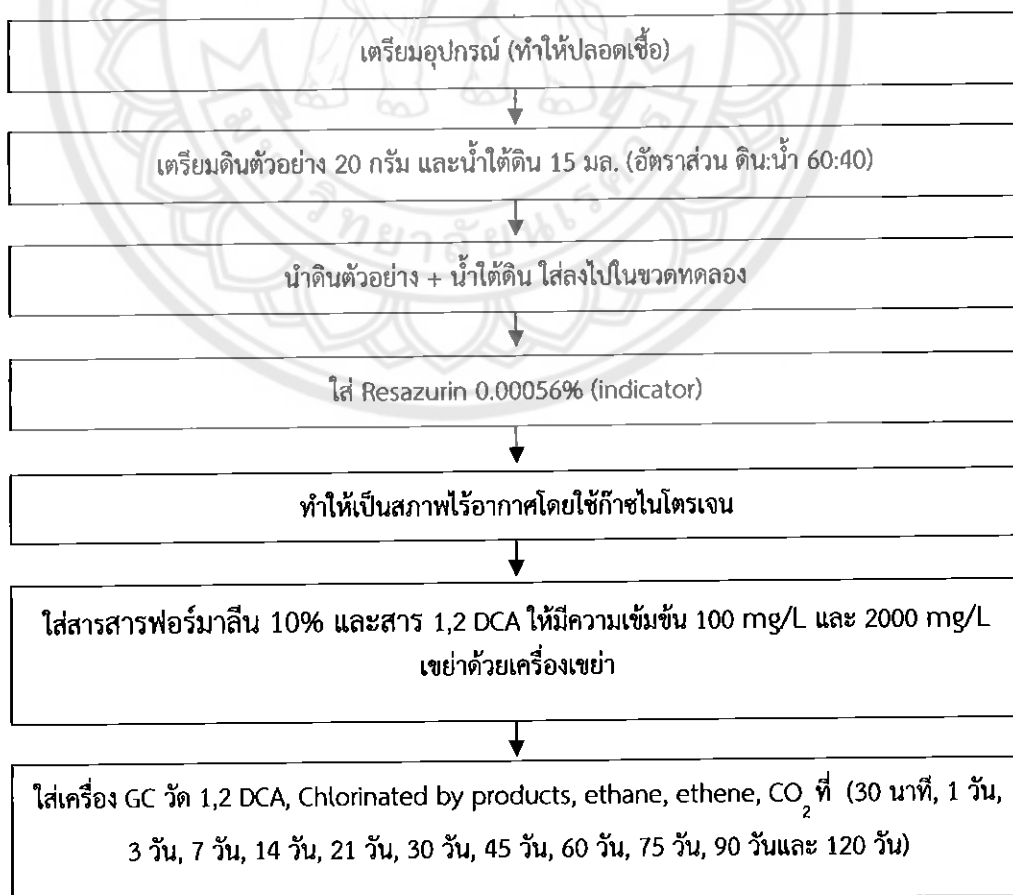 เตรียมอุปกรณ์ (ทำให้ปลอดเชื้อ)
เตรียมดินตัวอย่าง 20 กรัม และน้ำใต้ดิน 15 มล. (อัตราส่วน ดิน:น้ำ 60:40)
นำดินตัวอย่าง + น้ำใต้ดิน ใส่ลงไปในขวดทดลอง
ใส่ Resazurin 0.00056% (indicator)
ทำให้เป็นสภาพไร้อากาศโดยใช้ก๊าซไนโตรเจน
ใส่สารสารฟอร์มาลีน 10% และสาร 1,2 DCA ให้มีความเข้มข้น 100 mg/L และ 2000 mg/L
เขย่าด้วยเครื่องเขย่า
ใส่เครื่อง GC วัด 1,2 DCA, Chlorinated by products, ethane, ethene, CO₂ ที่ (30 นาที, 1 วัน,
3 วัน, 7 วัน, 14 วัน, 21 วัน, 30 วัน, 45 วัน, 60 วัน, 75 วัน, 90 วันและ 120 วัน)